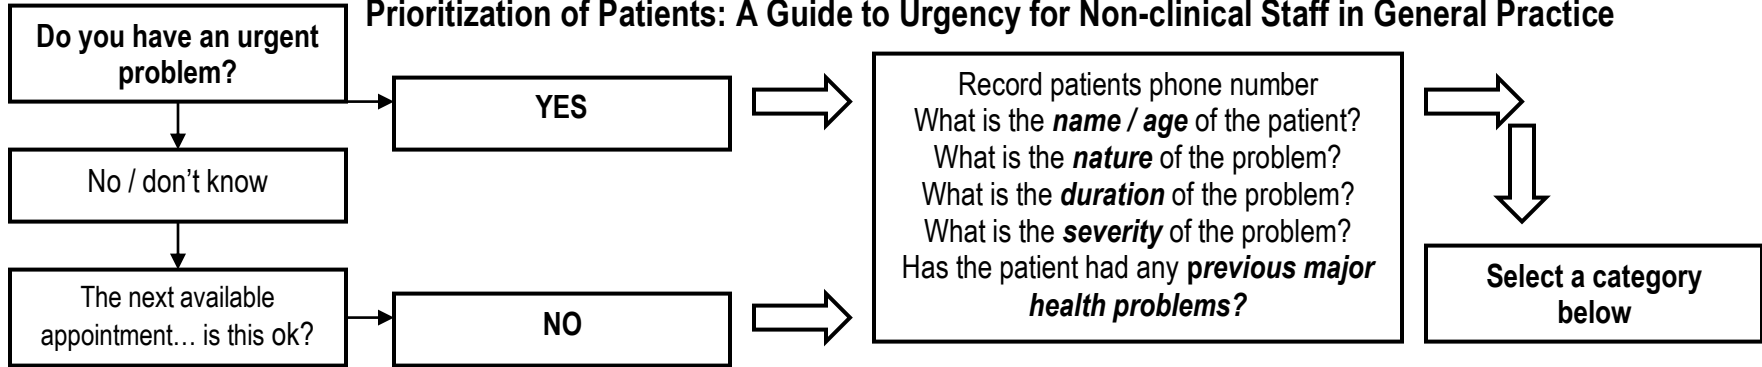 Prioritization of Patients: A Guide to Urgency for Non-clinical Staff in General Practice
Do you have an urgent
problem?
YES
No / don’t know
The next available
appointment… is this ok?
NO
Record patients phone number
What is the name / age of the patient?
What is the nature of the problem?
What is the duration of the problem?
What is the severity of the problem?
Has the patient had any previous major
health problems?
Select a category
below